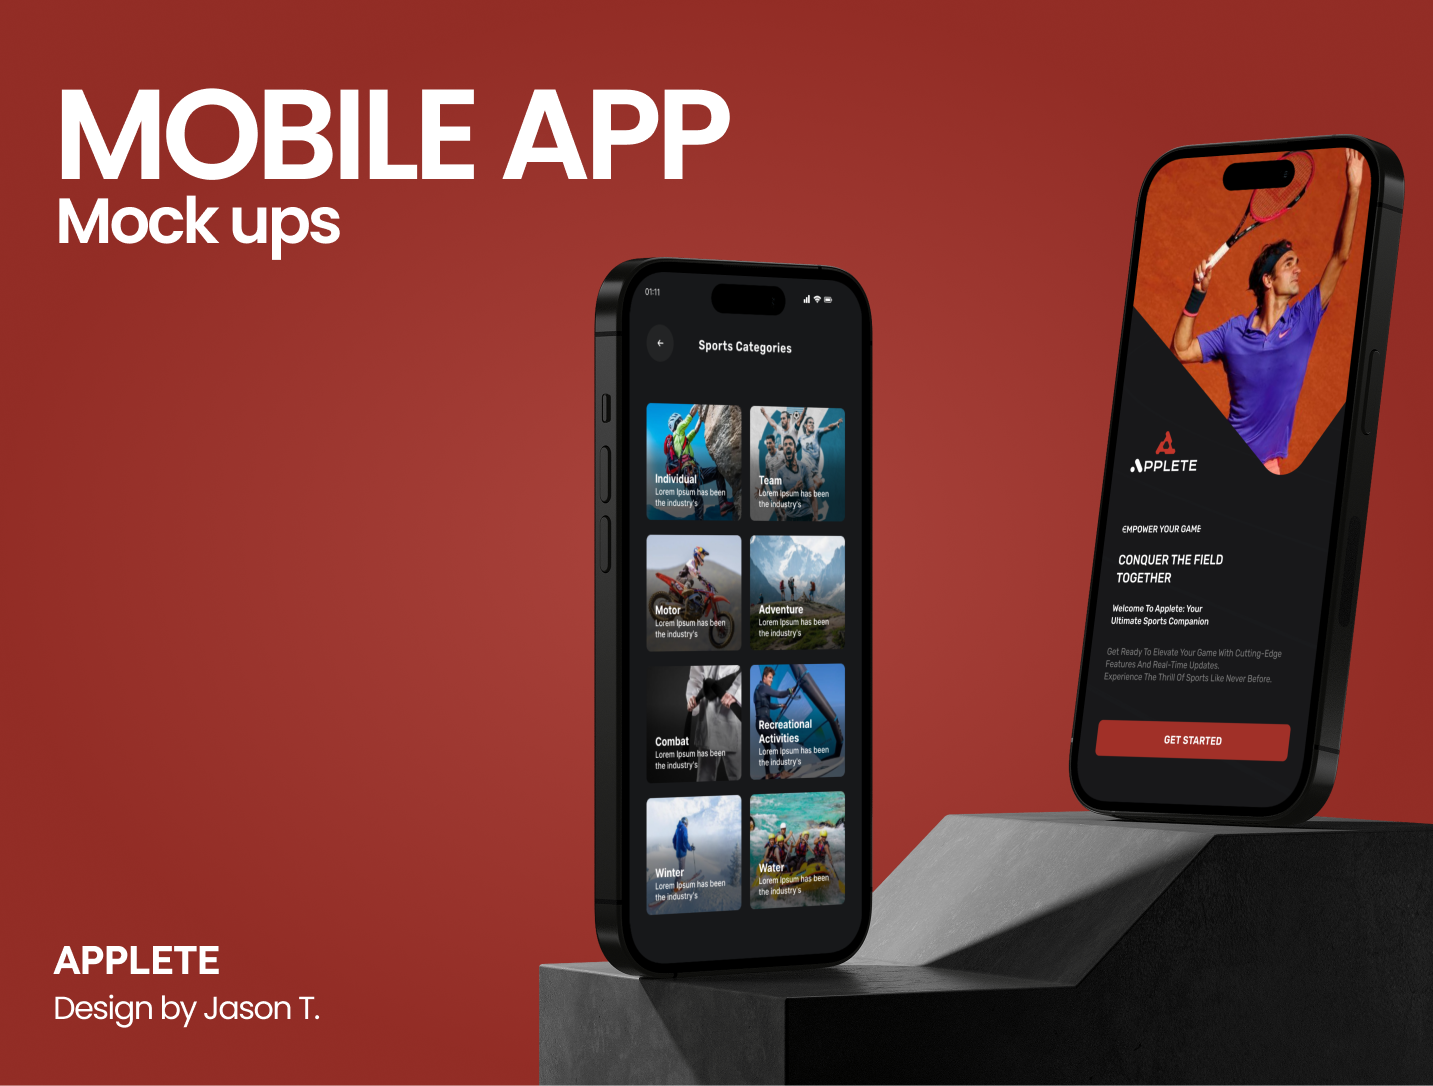 MOBILE APP
Mock ups
01:11
Sports Categories
Individual
Lorem Ipsum has been
the industry's
Team
Lorem Ipsum has been
the industry's
Motor
Lorem Ipsum has been
the industry's
Adventure
Lorem Ipsum has been
the industry's
Combat
Lorem Ipsum has been
the industry's
Recreational
Activities
Lorem Ipsum has been
the industry's
Winter
Lorem Ipsum has been
the industry's
Water
Lorem Ipsum has been
the industry's
APPLETE
EMPOWER YOUR GAME
CONQUER THE FIELD
TOGETHER
Welcome To Applete: Your
Ultimate Sports Companion
Get Ready To Elevate Your Game With Cutting-Edge
Features And Real-Time Updates.
Experience The Thrill Of Sports Like Never Before.
GET STARTED
APPLETE
Design by Jason T.